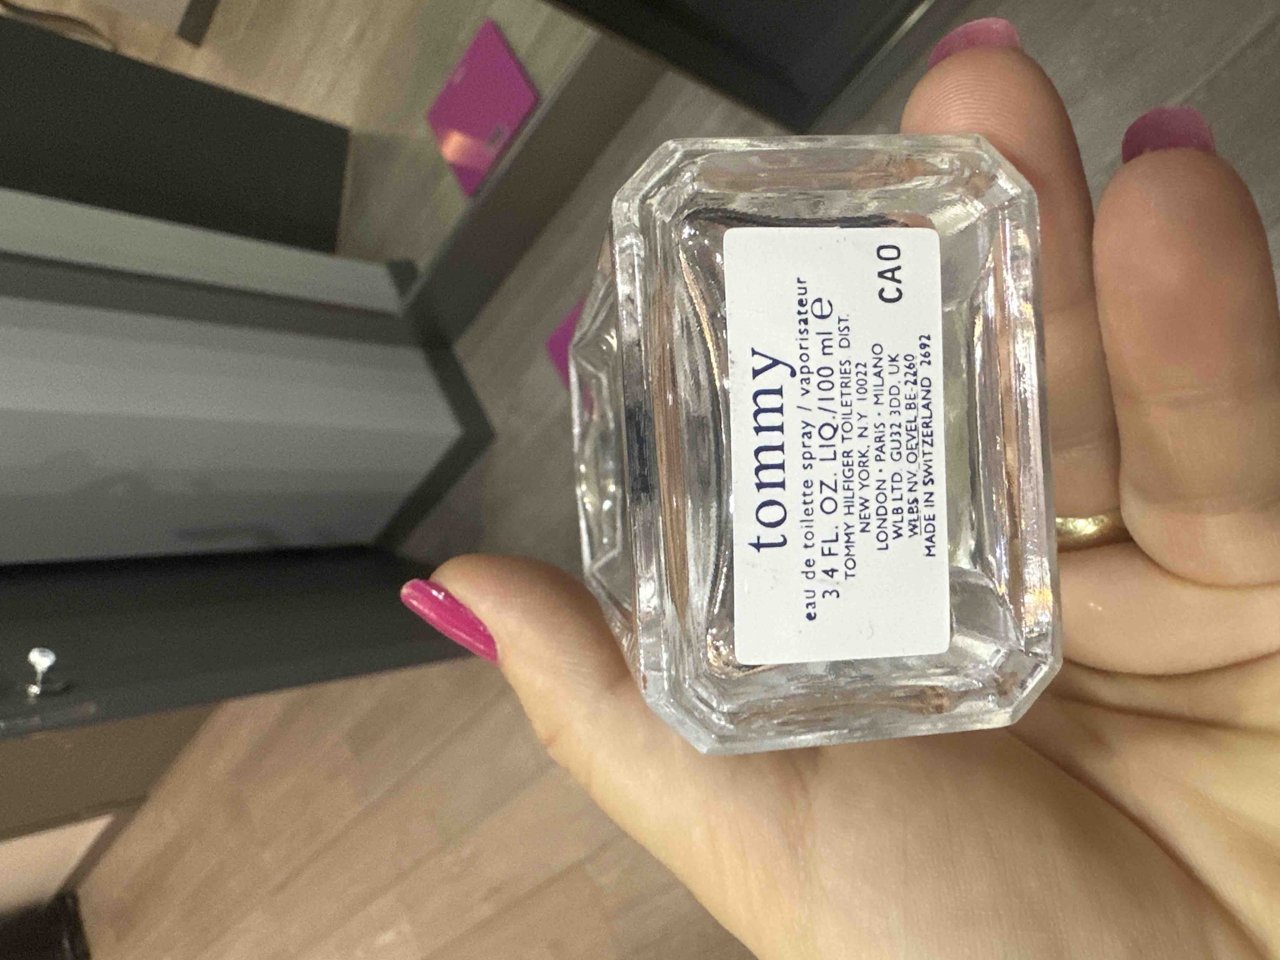 tommy
eau de toilette spray / vaporisateur
3.4 FL. OZ. LIQ./100 ml e
TOMMY HILFIGER TOILETRIES DIST.
NEW YORK, N.Y 10022
LONDON • PARIS • MILANO
WLB LTD. GU32 3DD. UK
WLBS NV. OEVEL BE-2260
MADE IN SWITZERLAND 2692
CAO